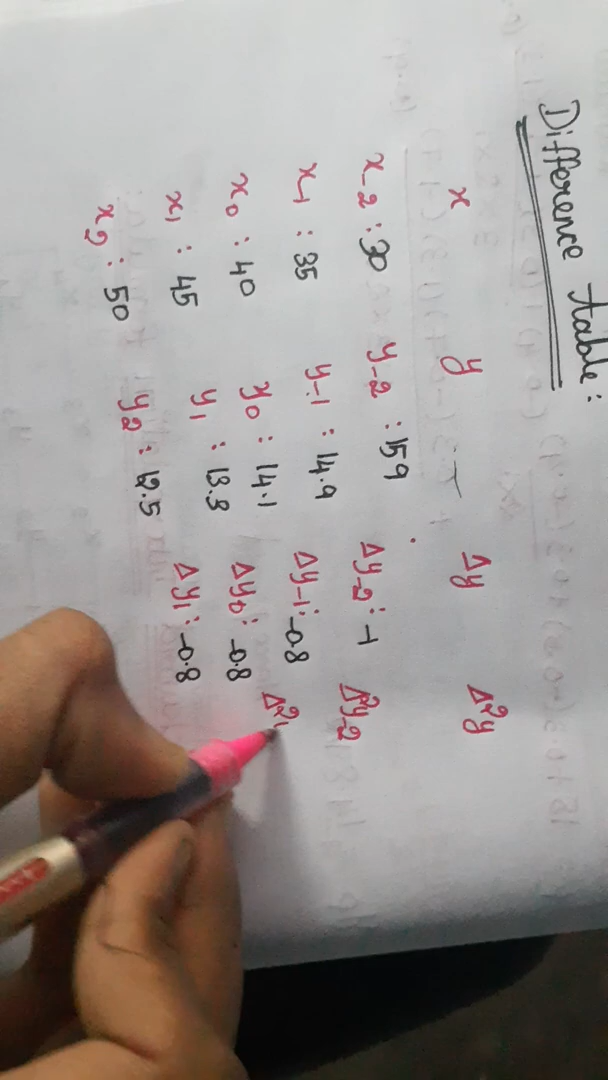 Difference table:
x y Δy Δ²y
x₋₂ : 30 y₋₂ : 15.9 Δy₋₂ : -1 Δ²y₋₂
x₋₁ : 35 y₋₁ : 14.9 Δy₋₁ : -0.8 Δ²
x₀ : 40 y₀ : 14.1 Δy₀ : -0.8
x₁ : 45 y₁ : 13.3 Δy₁ : -0.8
x₂ : 50 y₂ : 12.5